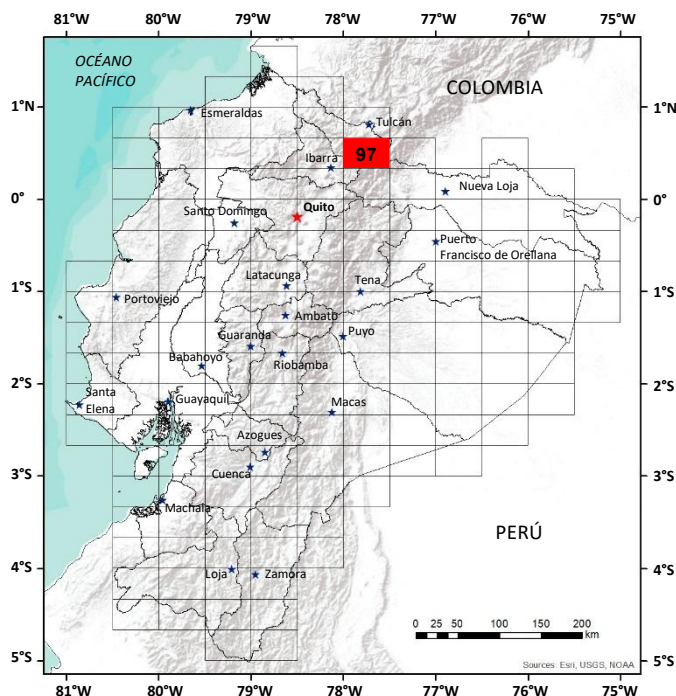 81°W 80°W 79°W 78°W 77°W 76°W 75°W
OCÉANO
PACÍFICO
COLOMBIA
1°N 1°N
Esmeraldas
Tulcán
97
Ibarra
Nueva Loja
0° 0°
Santo Domingo
Quito
Puerto
Francisco de Orellana
Latacunga
Tena
1°S 1°S
Portoviejo
Ambato
Guaranda
Puyo
Babahoyo
Riobamba
2°S 2°S
Santa
Elena
Guayaquil
Macas
Azogues
Cuenca
3°S 3°S
Machala
PERÚ
Loja
Zamora
4°S 4°S
0 25 50 100 150 200
km
5°S 5°S
Sources: Esri, USGS, NOAA
81°W 80°W 79°W 78°W 77°W 76°W 75°W